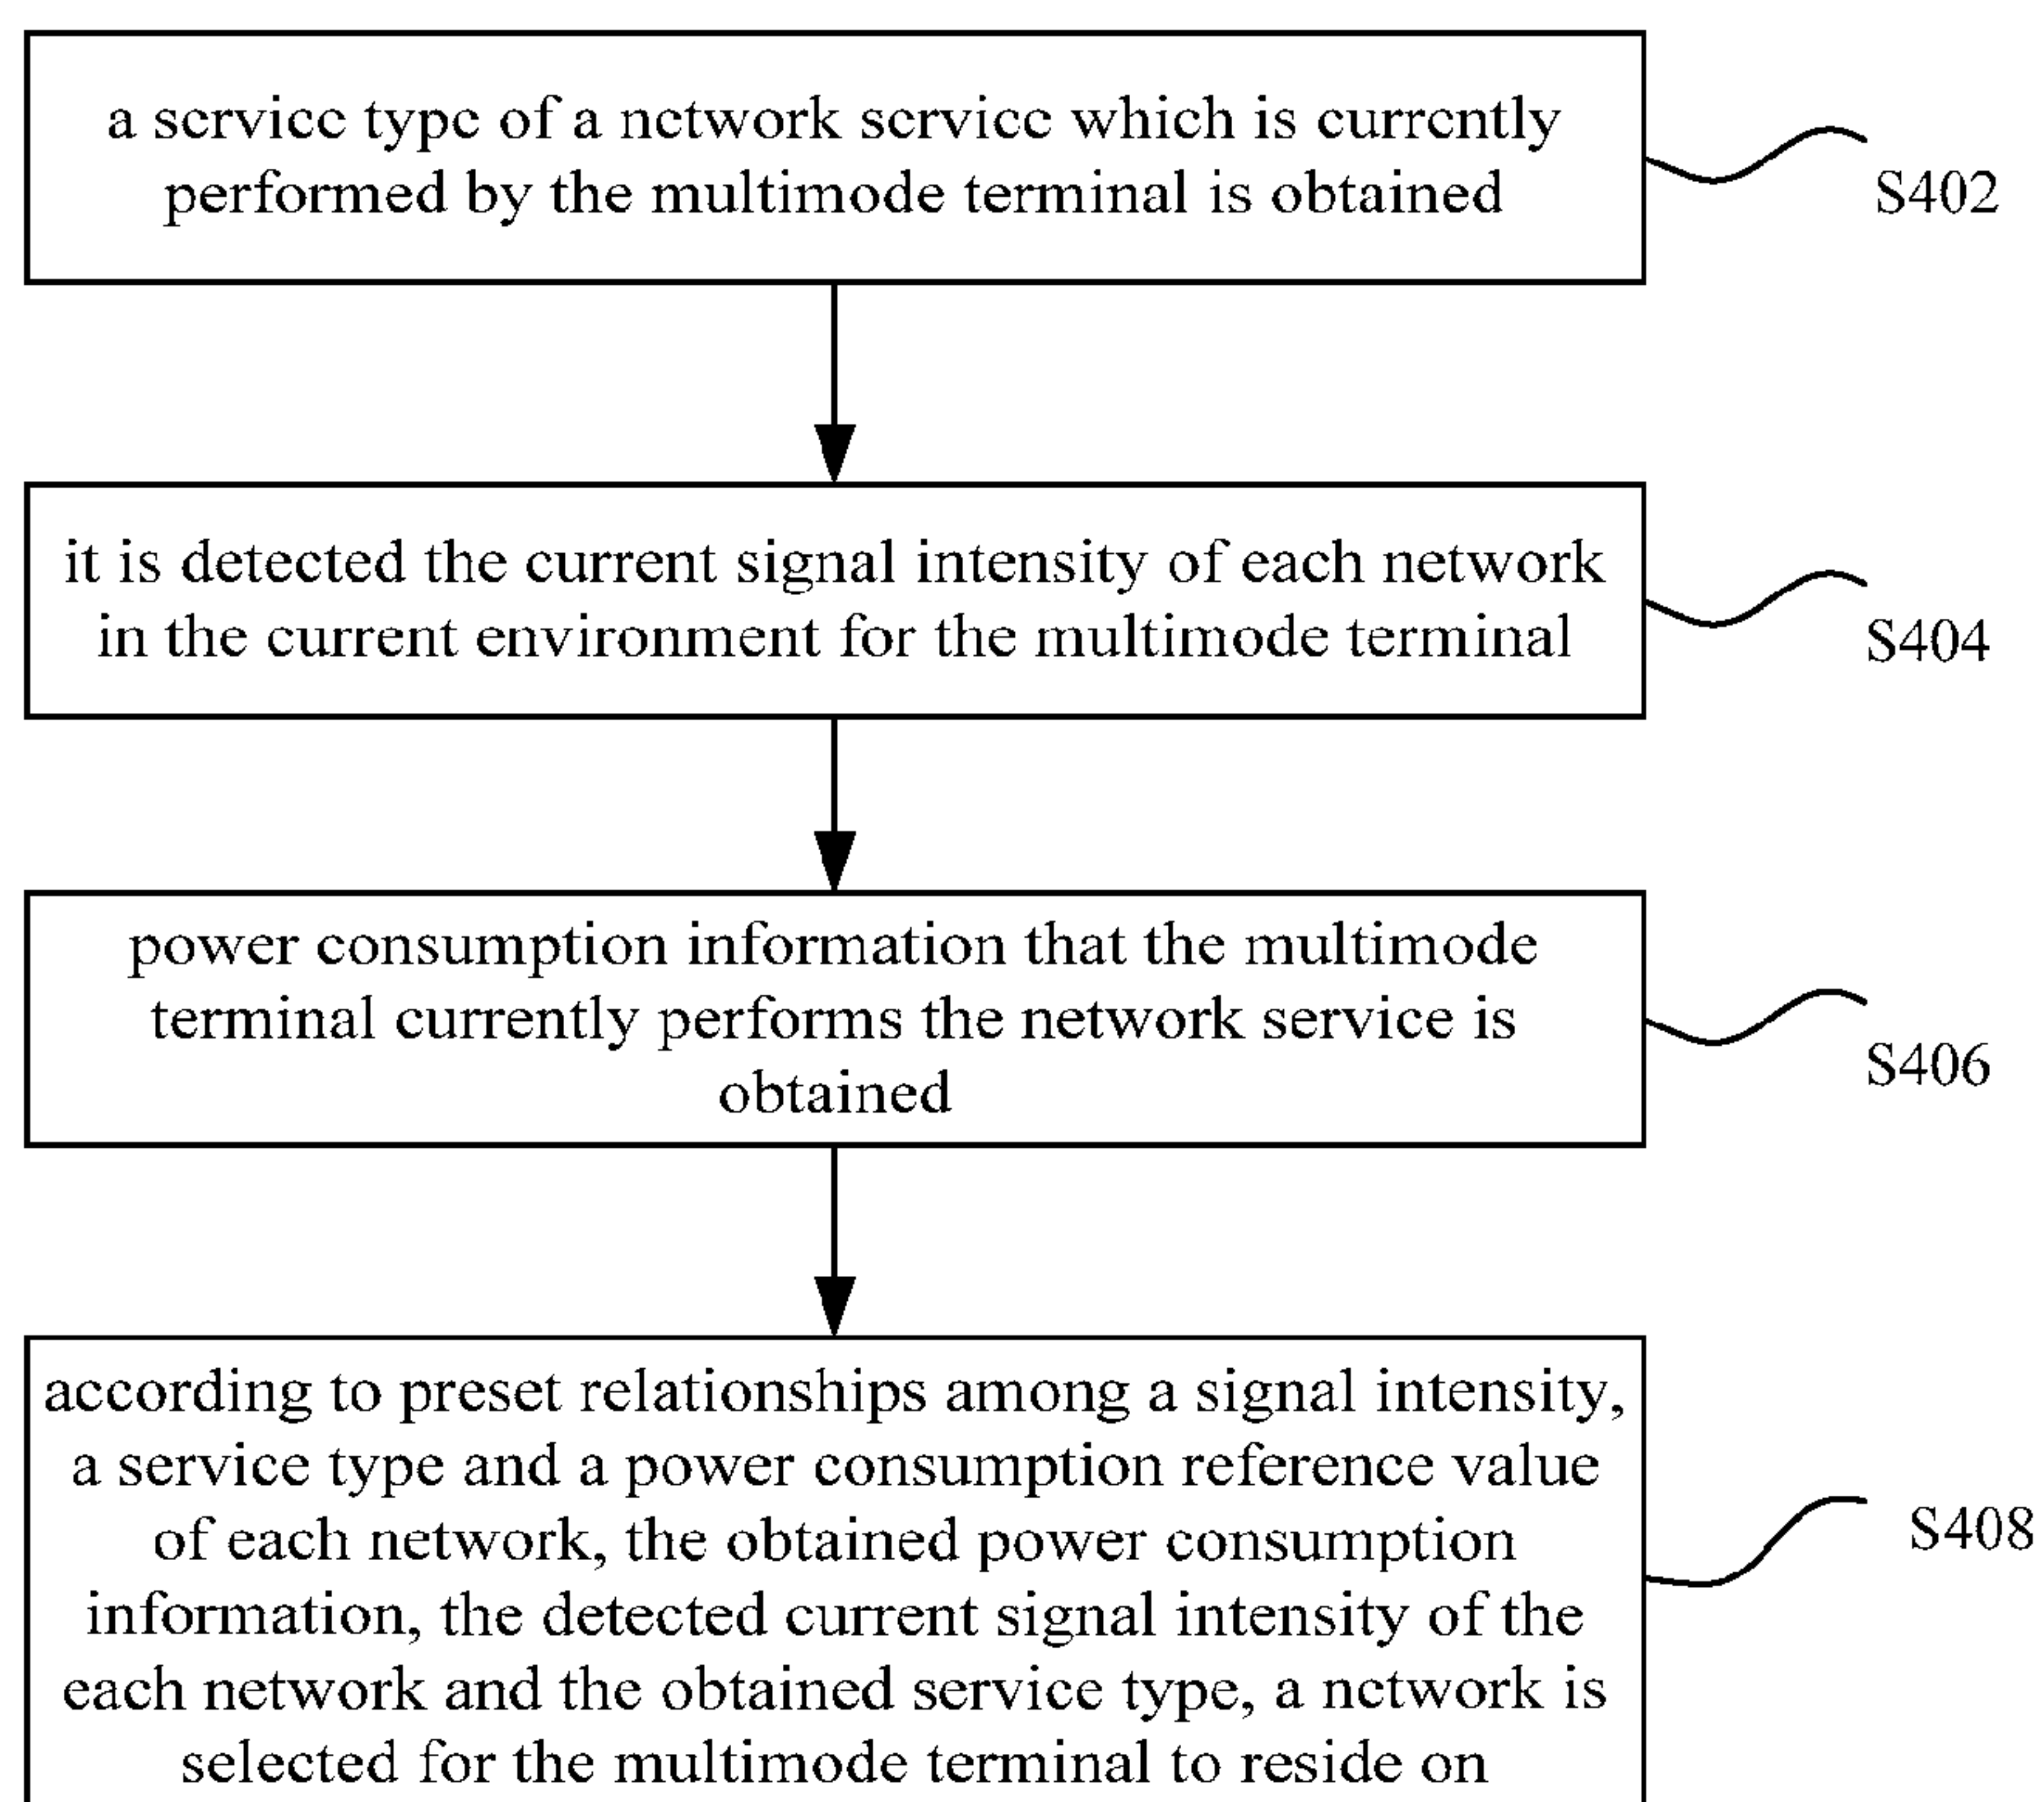 a service type of a network service which is currently
performed by the multimode terminal is obtained
S402
it is detected the current signal intensity of each network
in the current environment for the multimode terminal
S404
power consumption information that the multimode
terminal currently performs the network service is
obtained
S406
according to preset relationships among a signal intensity,
a service type and a power consumption reference value
of each network, the obtained power consumption
information, the detected current signal intensity of the
each network and the obtained service type, a network is
selected for the multimode terminal to reside on
S408